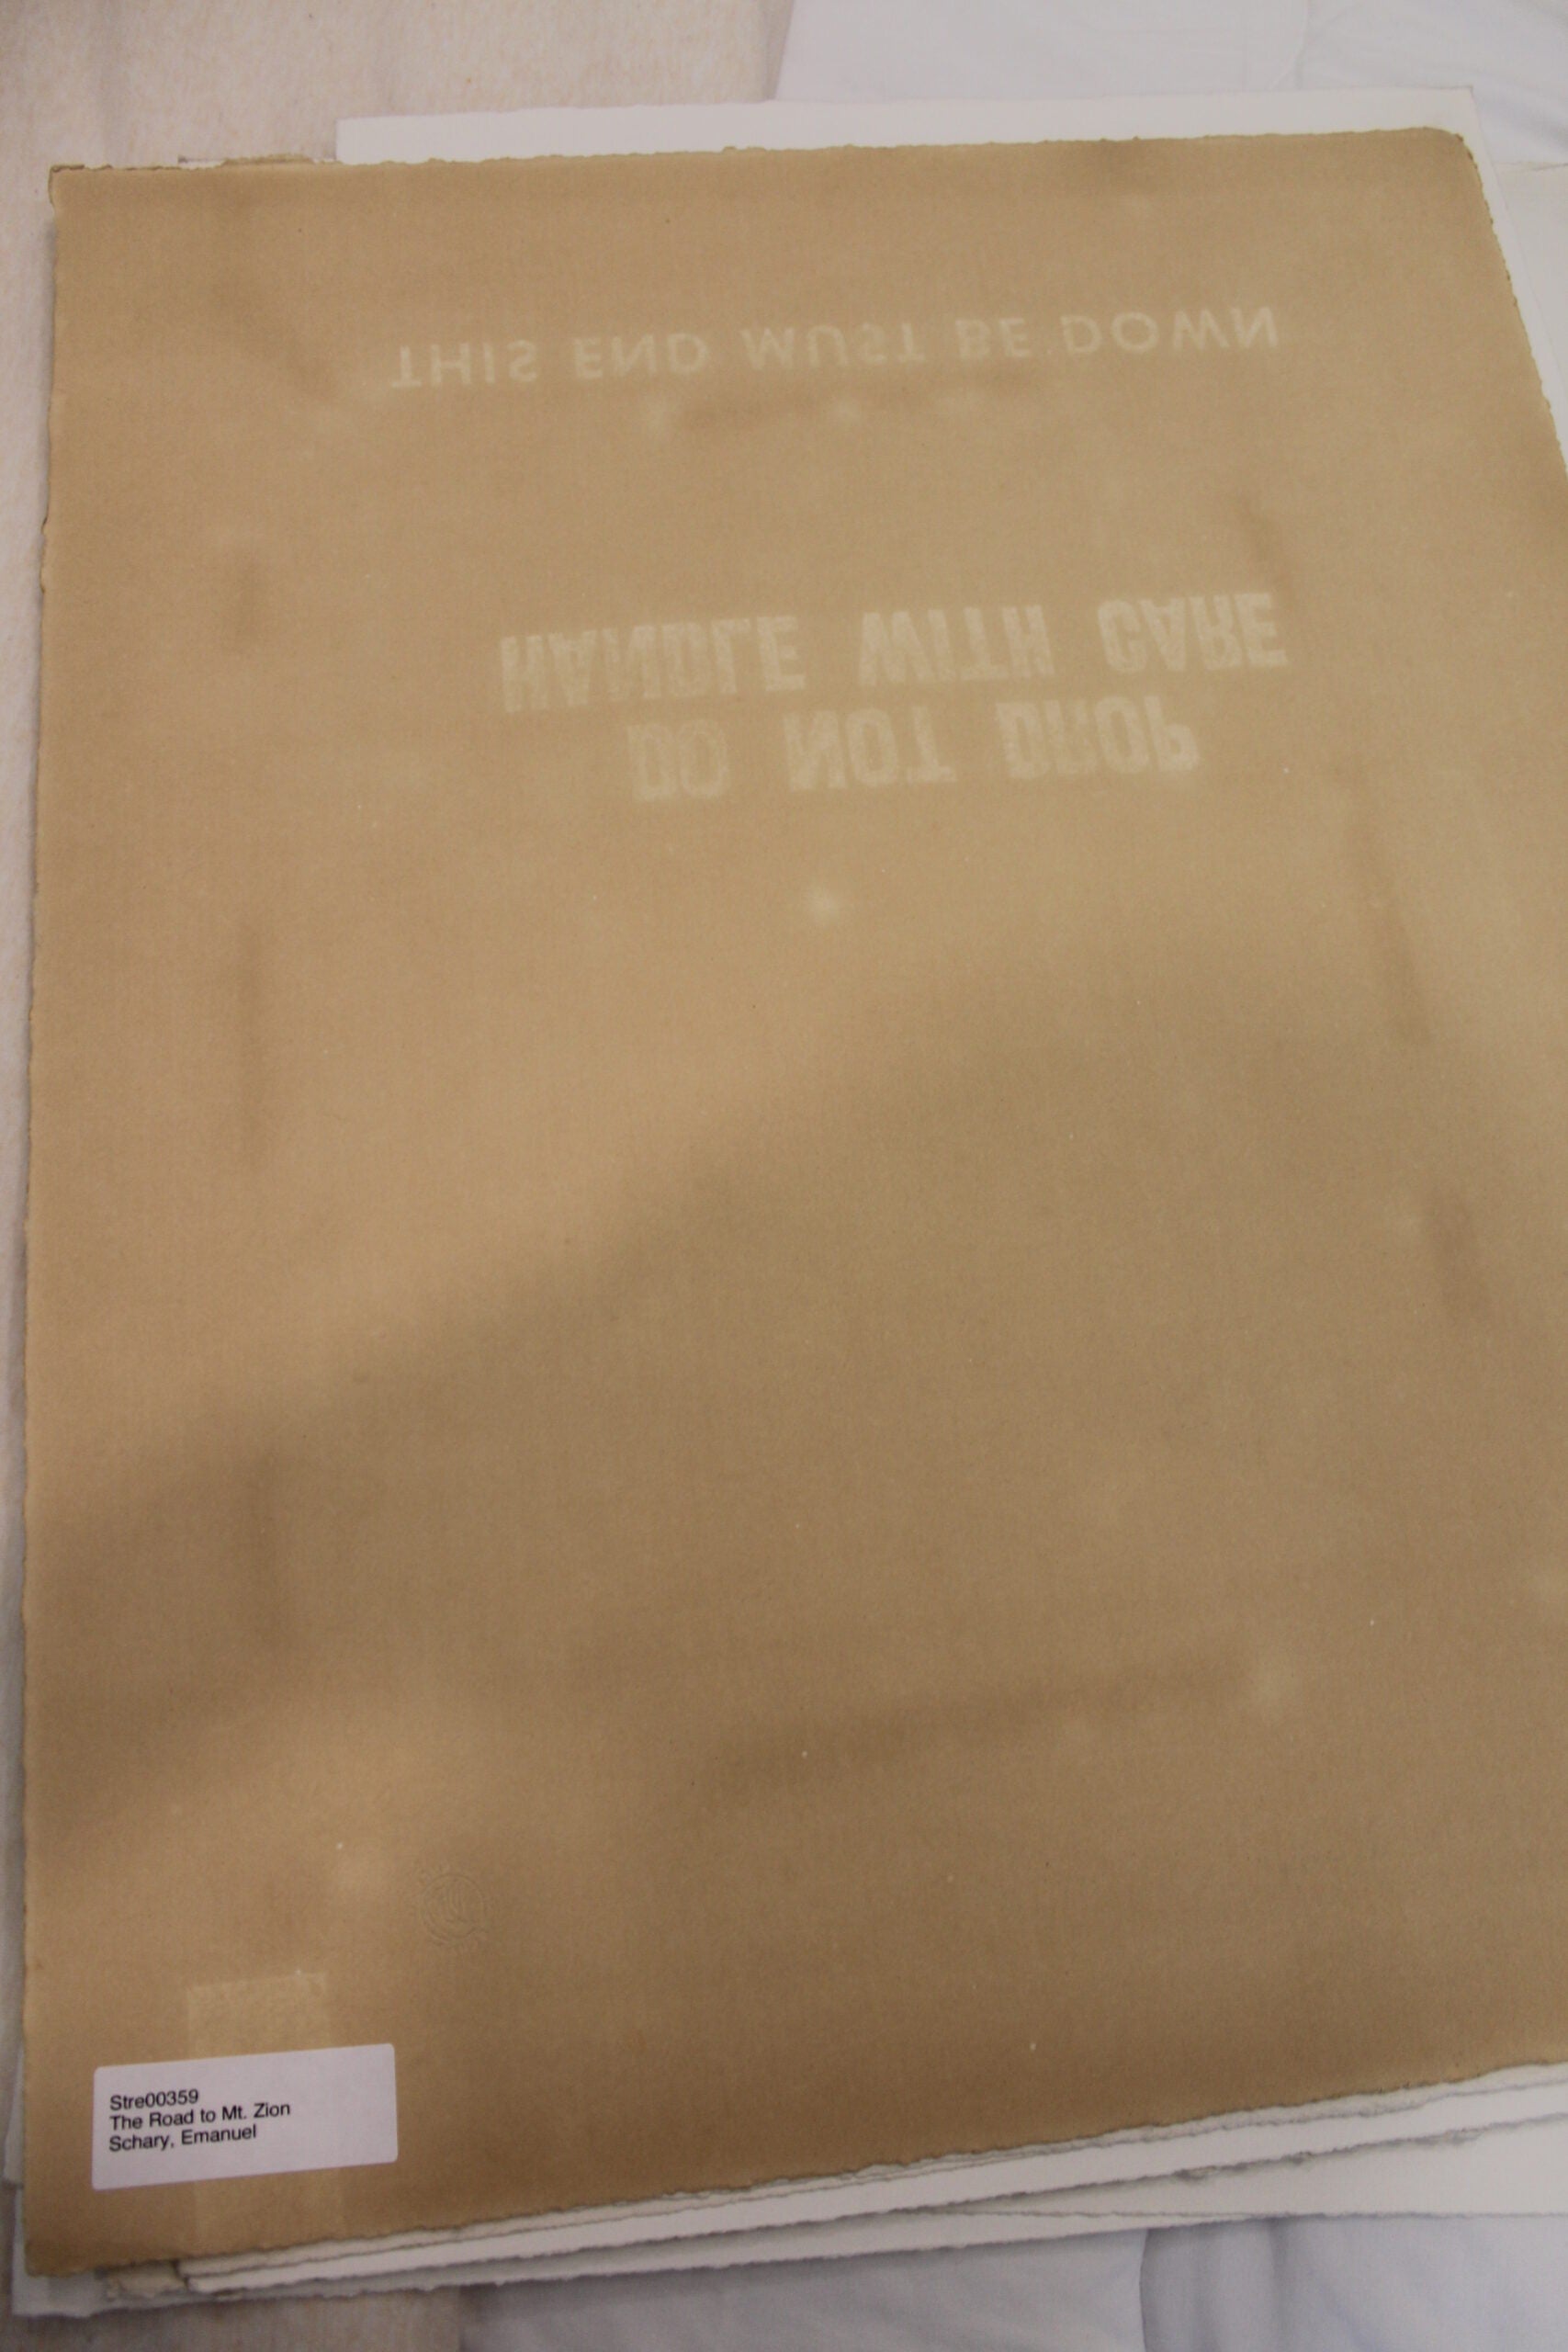 THIS END MUST BE DOWN
HANDLE WITH CARE
DO NOT DROP
Stre00359
The Road to Mt. Zion
Schary, Emanuel